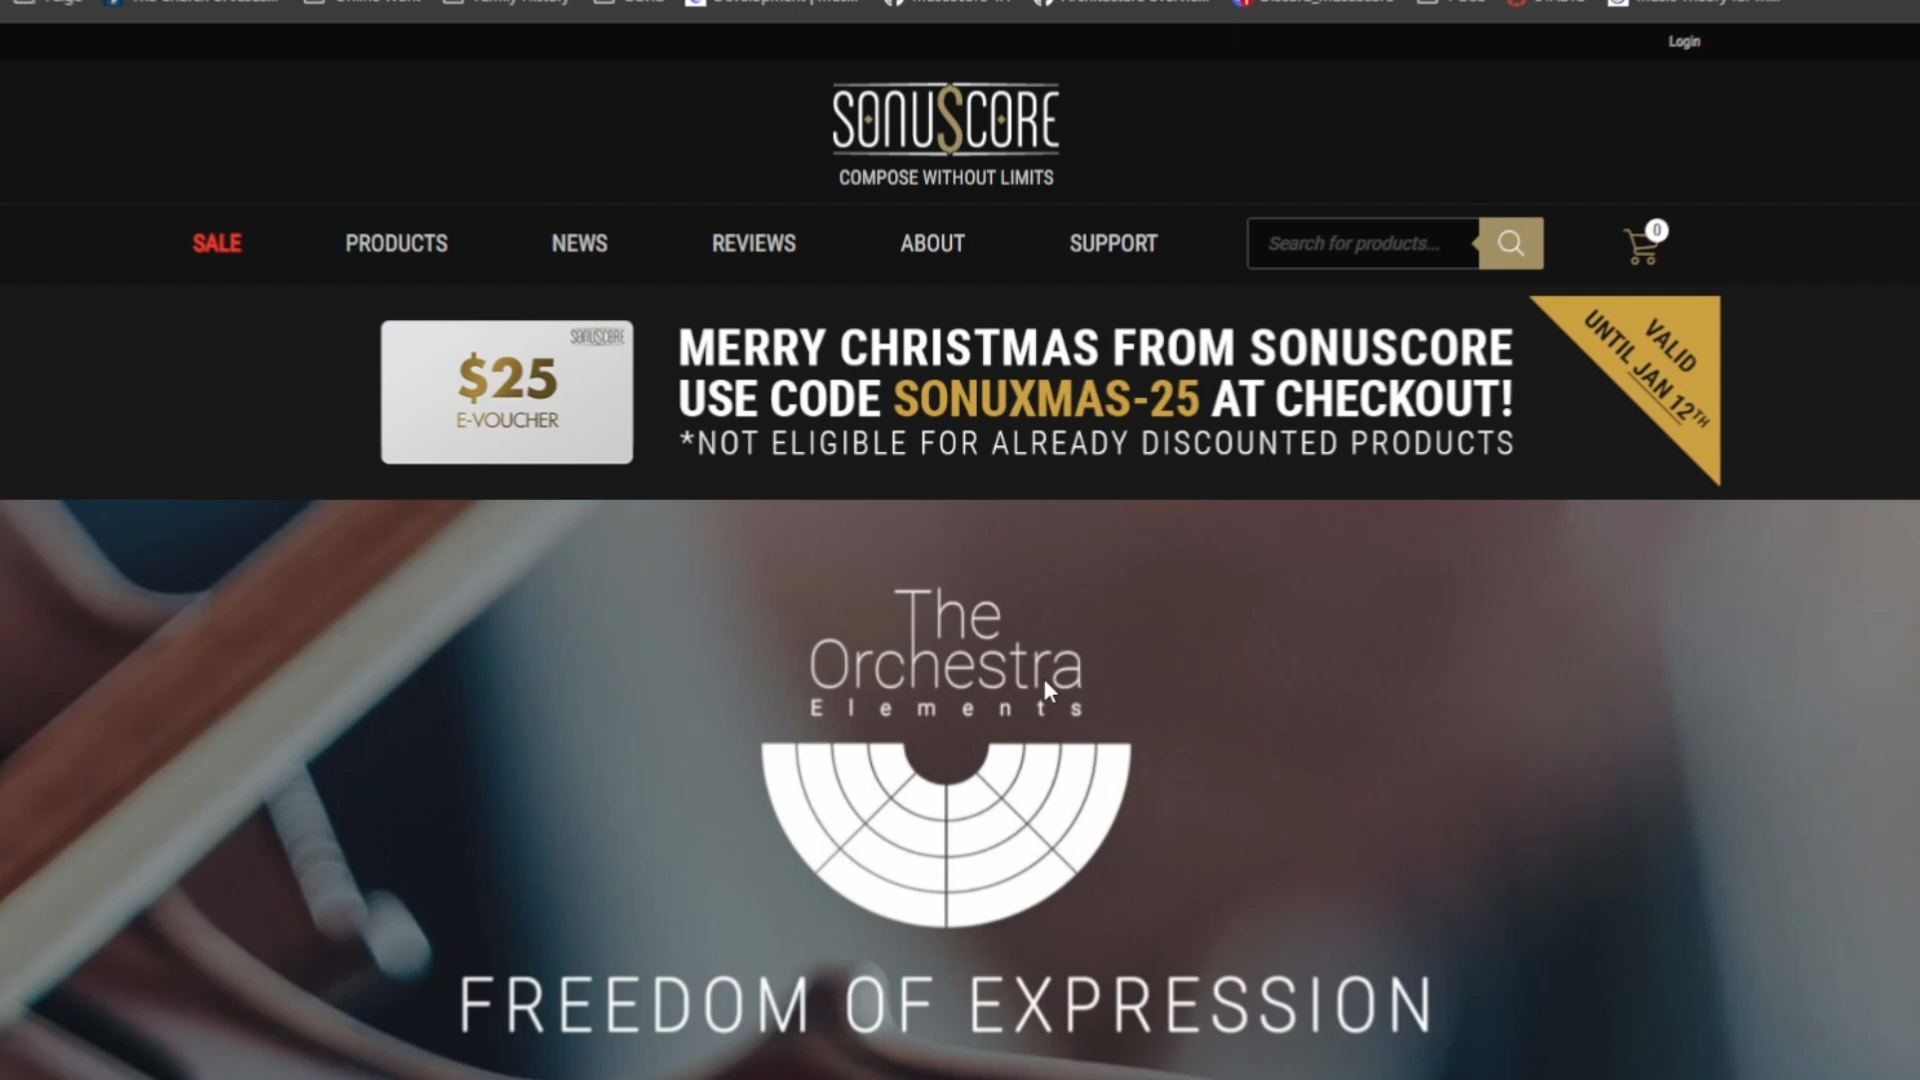 Login
SONUSCORE
COMPOSE WITHOUT LIMITS
SALE PRODUCTS NEWS REVIEWS ABOUT SUPPORT Search for products... 0
SONUSCORE
$25
E-VOUCHER
MERRY CHRISTMAS FROM SONUSCORE
USE CODE SONUXMAS-25 AT CHECKOUT!
*NOT ELIGIBLE FOR ALREADY DISCOUNTED PRODUCTS
VALID
UNTIL JAN 12TH
The
Orchestra
Elements
FREEDOM OF EXPRESSION